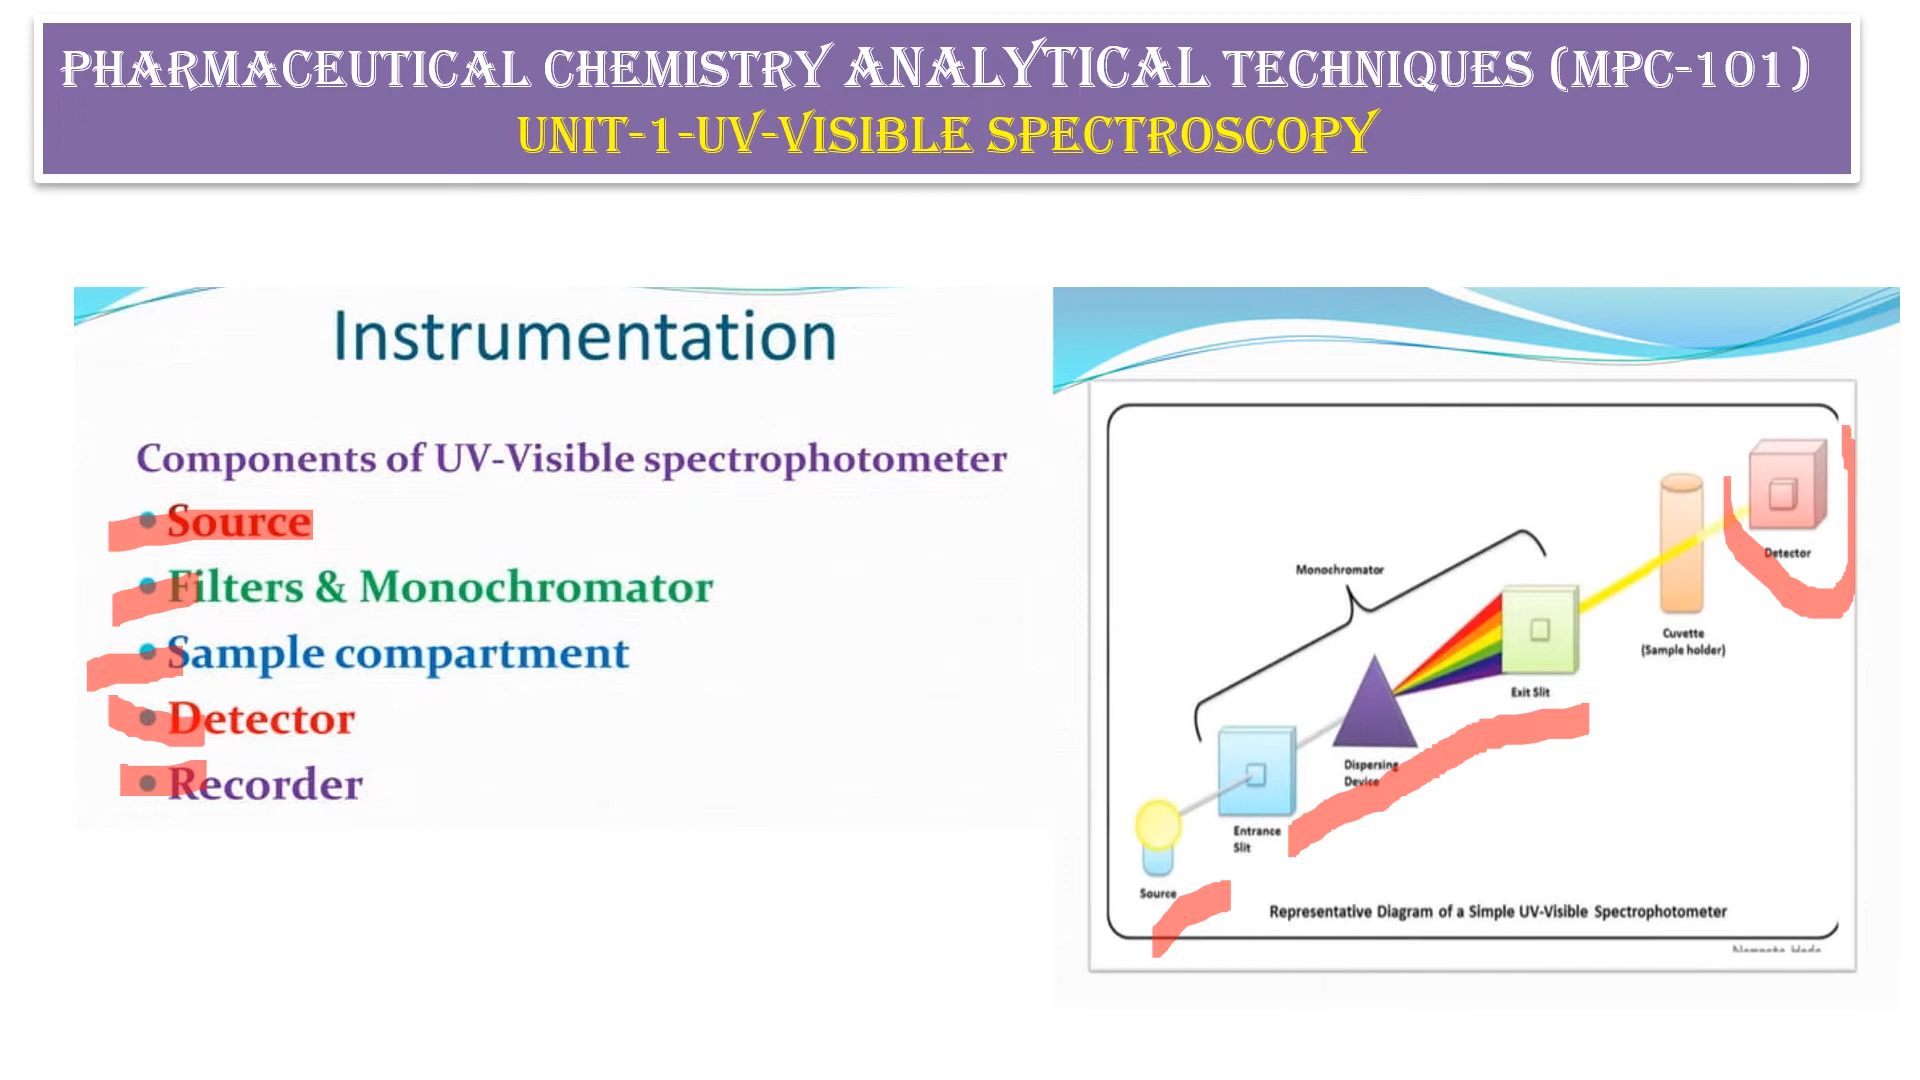 PHARMACEUTICAL CHEMISTRY ANALYTICAL TECHNIQUES (MPC-101)
UNIT-1-UV-VISIBLE SPECTROSCOPY
Instrumentation
Components of UV-Visible spectrophotometer
• Source
• Filters & Monochromator
• Sample compartment
• Detector
• Recorder
Detector
Monochromator
Cuvette
(Sample holder)
Exit Slit
Dispersing
Device
Entrance
Slit
Source
Representative Diagram of a Simple UV-Visible Spectrophotometer